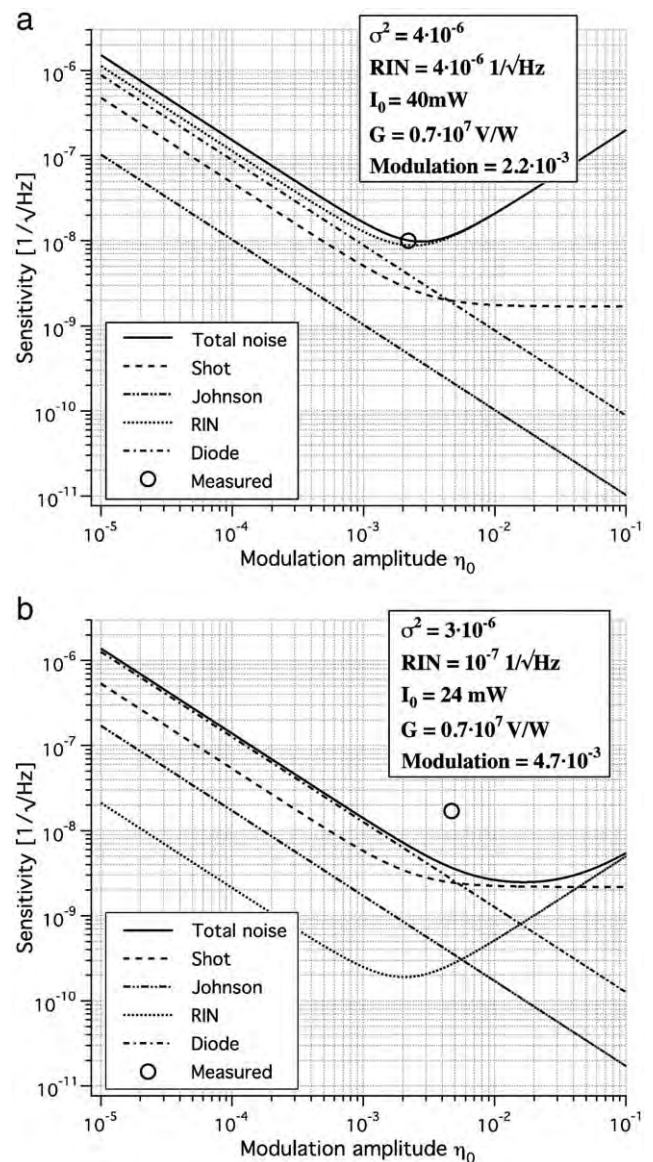 a
σ² = 4·10⁻⁶
RIN = 4·10⁻⁶ 1/√Hz
I₀ = 40mW
G = 0.7·10⁷ V/W
Modulation = 2.2·10⁻³
10⁻⁶
10⁻⁷
10⁻⁸
10⁻⁹
10⁻¹⁰
10⁻¹¹
Sensitivity [1/√Hz]
Total noise
Shot
Johnson
RIN
Diode
Measured
10⁻⁵ 10⁻⁴ 10⁻³ 10⁻² 10⁻¹
Modulation amplitude η₀
b
σ² = 3·10⁻⁶
RIN = 10⁻⁷ 1/√Hz
I₀ = 24 mW
G = 0.7·10⁷ V/W
Modulation = 4.7·10⁻³
10⁻⁶
10⁻⁷
10⁻⁸
10⁻⁹
10⁻¹⁰
10⁻¹¹
Sensitivity [1/√Hz]
Total noise
Shot
Johnson
RIN
Diode
Measured
10⁻⁵ 10⁻⁴ 10⁻³ 10⁻² 10⁻¹
Modulation amplitude η₀